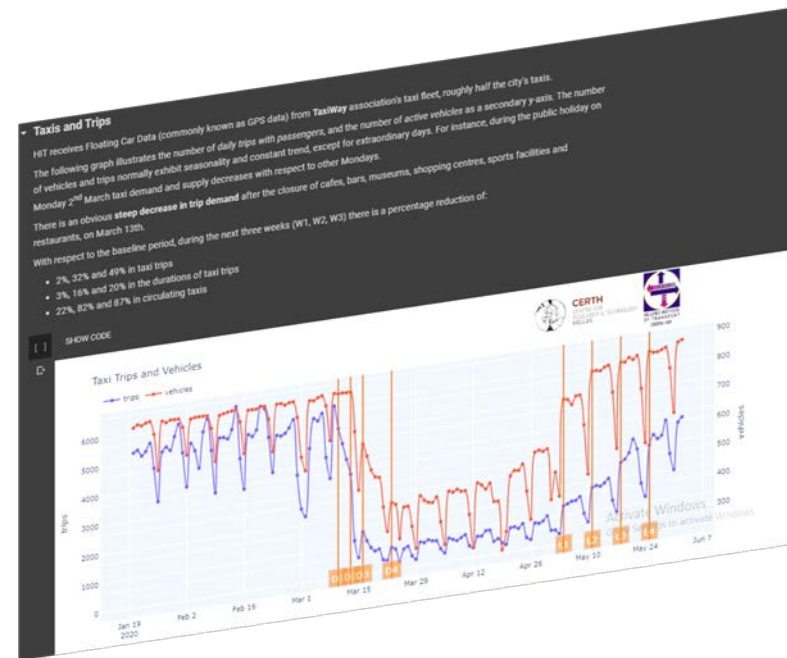 Taxis and Trips
HIT receives Floating Car Data (commonly known as GPS data) from TaxiWay association's taxi fleet, roughly half the city's taxis.
The following graph illustrates the number of daily trips with passengers, and the number of active vehicles as a secondary y-axis. The number
of vehicles and trips normally exhibit seasonality and constant trend, except for extraordinary days. For instance, during the public holiday on
Monday 2nd March taxi demand and supply decreases with respect to other Mondays.
There is an obvious steep decrease in trip demand after the closure of cafes, bars, museums, shopping centres, sports facilities and
restaurants, on March 13th.
With respect to the baseline period, during the next three weeks (W1, W2, W3) there is a percentage reduction of:
• 2%, 32% and 49% in taxi trips
• 3%, 16% and 20% in the durations of taxi trips
• 22%, 82% and 87% in circulating taxis
[ ]
SHOW CODE
CERTH
CENTRE FOR
RESEARCH & TECHNOLOGY
HELLAS
Taxi Trips and Vehicles
trips
vehicles
6000
5000
4000
3000
2000
1000
0
trips
900
800
700
600
500
400
300
vehicles
D3
D4
L1
L2
L3
L4
Jan 19
2020
Feb 2
Feb 16
Mar 1
Mar 15
Mar 29
Apr 12
Apr 26
May 10
May 24
Jun 7
Activate Windows
to activate Windows